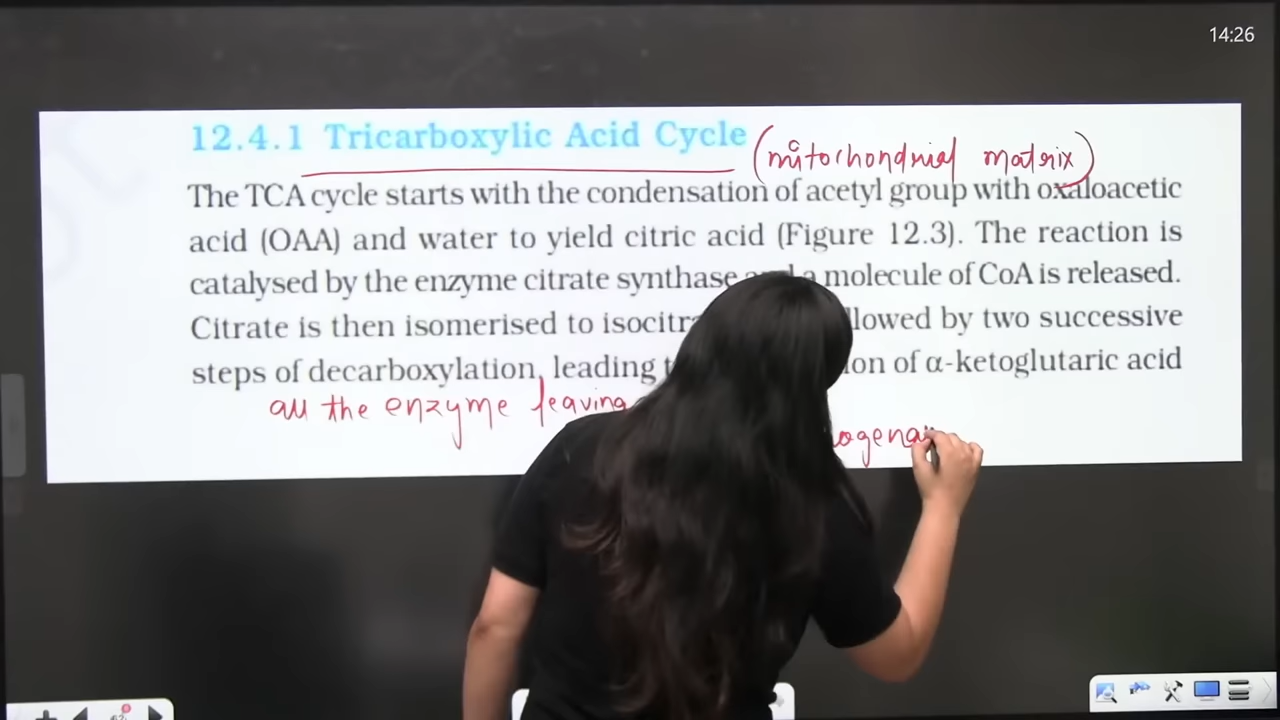 14:26
12.4.1 Tricarboxylic Acid Cycle (mitochondrial matrix)
The TCA cycle starts with the condensation of acetyl group with oxaloacetic
acid (OAA) and water to yield citric acid (Figure 12.3). The reaction is
catalysed by the enzyme citrate synthase a molecule of CoA is released.
Citrate is then isomerised to by two successive
steps of decarboxylation, leading of α-ketoglutaric acid
all the enzyme leaving